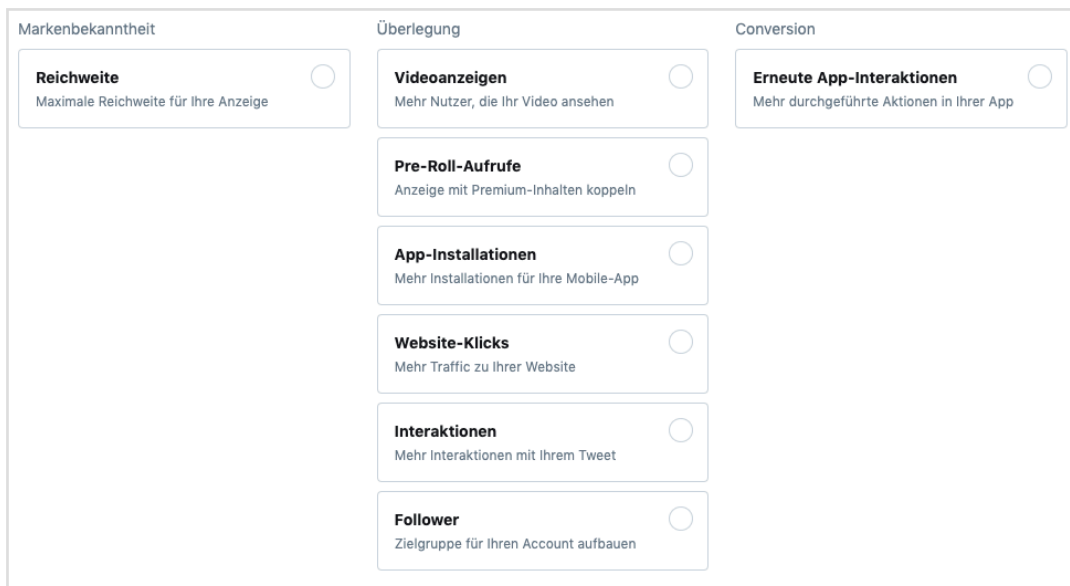 Markenbekanntheit
Reichweite
Maximale Reichweite für Ihre Anzeige
Überlegung
Videoanzeigen
Mehr Nutzer, die Ihr Video ansehen
Pre-Roll-Aufrufe
Anzeige mit Premium-Inhalten koppeln
App-Installationen
Mehr Installationen für Ihre Mobile-App
Website-Klicks
Mehr Traffic zu Ihrer Website
Interaktionen
Mehr Interaktionen mit Ihrem Tweet
Follower
Zielgruppe für Ihren Account aufbauen
Conversion
Erneute App-Interaktionen
Mehr durchgeführte Aktionen in Ihrer App